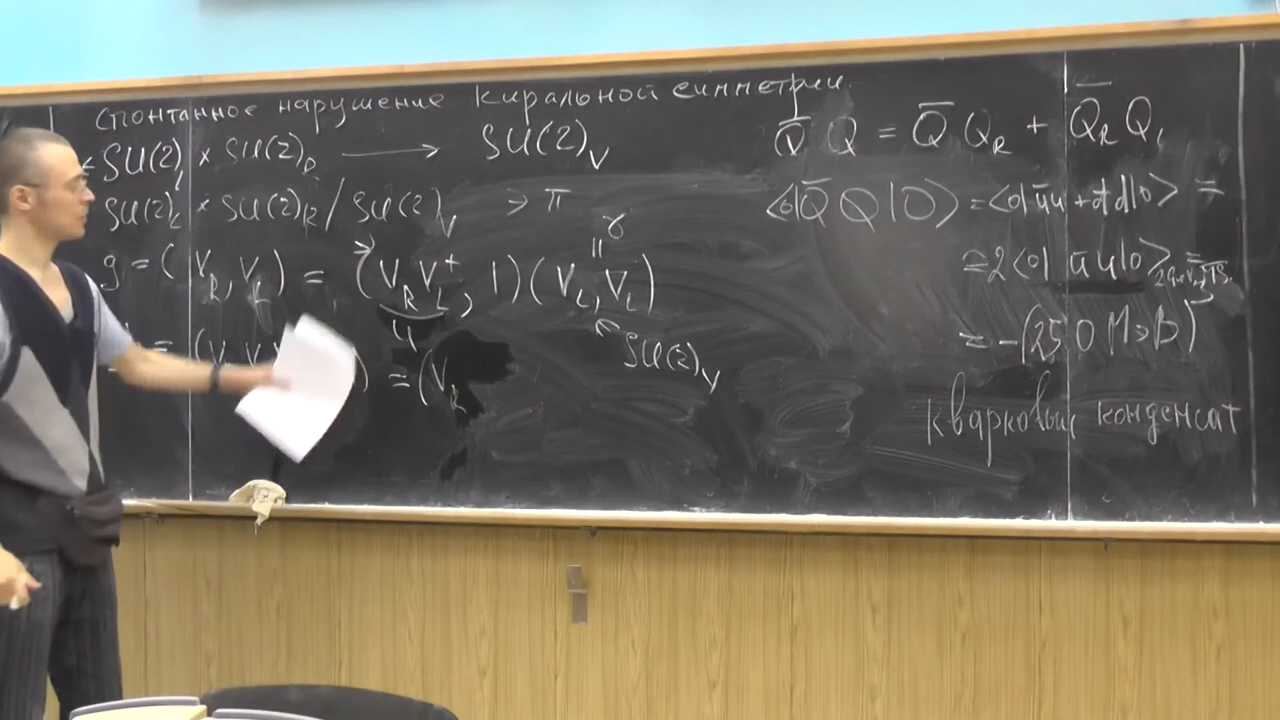 спонтанное нарушение киральной симметрии.
SU(2)_L × SU(2)_R ⟶ SU(2)_V
SU(2)_L × SU(2)_R / SU(2)_V ∋ π
γ
g = (V_R, V_L) = (V_R V_L^+, 1)(V_L, V_L)
u
SU(2)_V
= (V_R
Q̄ Q = Q̄ Q_R + Q̄_R Q_L
<0|Q̄ Q|0> = <0|ūu + d̄d|0> =
= 2<0|ūu|0>
= -(250 МэВ)^3
кварковый конденсат